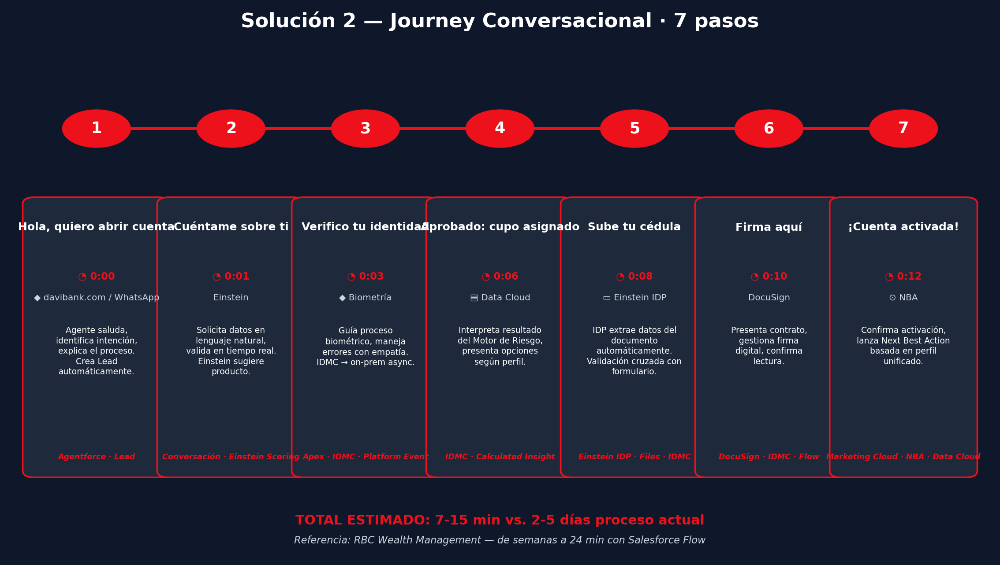 Solución 2 — Journey Conversacional · 7 pasos
1
2
3
4
5
6
7
Hola, quiero abrir cuenta
◔ 0:00
◆ davibank.com / WhatsApp
Agente saluda,
identifica intención,
explica el proceso.
Crea Lead
automáticamente.
Agentforce · Lead
Cuéntame sobre ti
◔ 0:01
Einstein
Solicita datos en
lenguaje natural,
valida en tiempo real.
Einstein sugiere
producto.
Conversación · Einstein Scoring
Verifico tu identidad
◔ 0:03
◆ Biometría
Guía proceso
biométrico, maneja
errores con empatía.
IDMC → on-prem async.
Apex · IDMC · Platform Event
Aprobado: cupo asignado
◔ 0:06
▤ Data Cloud
Interpreta resultado
del Motor de Riesgo,
presenta opciones
según perfil.
IDMC · Calculated Insight
Sube tu cédula
◔ 0:08
▭ Einstein IDP
IDP extrae datos del
documento
automáticamente.
Validación cruzada con
formulario.
Einstein IDP · Files · IDMC
Firma aquí
◔ 0:10
DocuSign
Presenta contrato,
gestiona firma
digital, confirma
lectura.
DocuSign · IDMC · Flow
¡Cuenta activada!
◔ 0:12
⊙ NBA
Confirma activación,
lanza Next Best Action
basada en perfil
unificado.
Marketing Cloud · NBA · Data Cloud
TOTAL ESTIMADO: 7-15 min vs. 2-5 días proceso actual
Referencia: RBC Wealth Management — de semanas a 24 min con Salesforce Flow